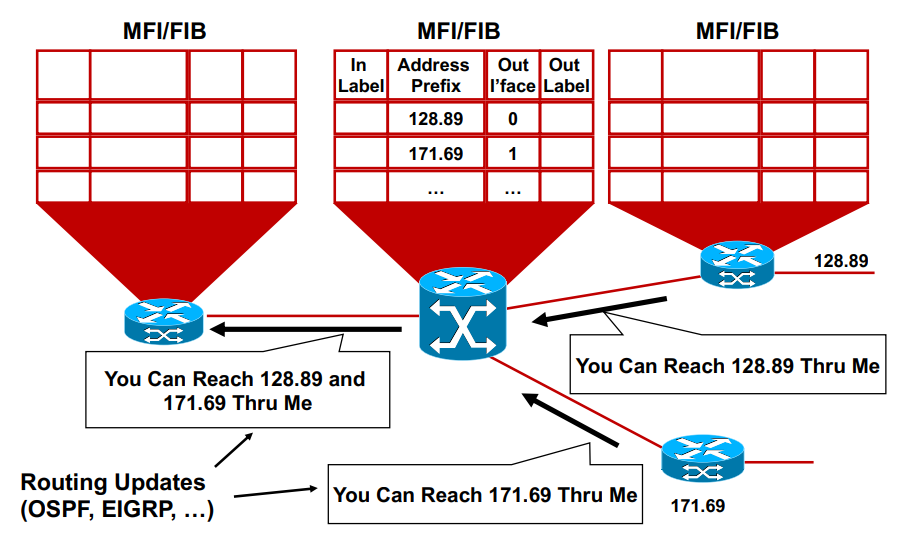 MFI/FIB
MFI/FIB
MFI/FIB
In Label
Address Prefix
Out I’face
Out Label
128.89
0
171.69
1
…
…
128.89
You Can Reach 128.89 Thru Me
You Can Reach 128.89 and
171.69 Thru Me
Routing Updates
(OSPF, EIGRP, …)
You Can Reach 171.69 Thru Me
171.69